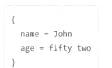 {
name = John
age = fifty two
}